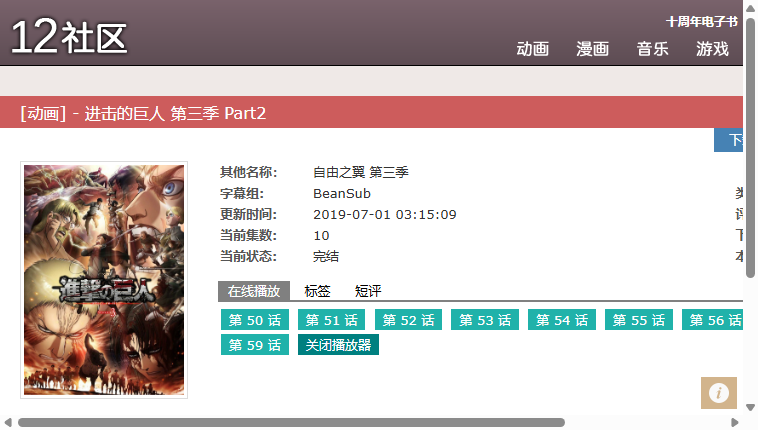 12社区
十周年电子书
动画 漫画 音乐 游戏
[动画] - 进击的巨人 第三季 Part2
其他名称: 自由之翼 第三季
字幕组: BeanSub
更新时间: 2019-07-01 03:15:09
当前集数: 10
当前状态: 完结
進撃の巨人
在线播放 标签 短评
第 50 话 第 51 话 第 52 话 第 53 话 第 54 话 第 55 话 第 56 话
第 59 话 关闭播放器